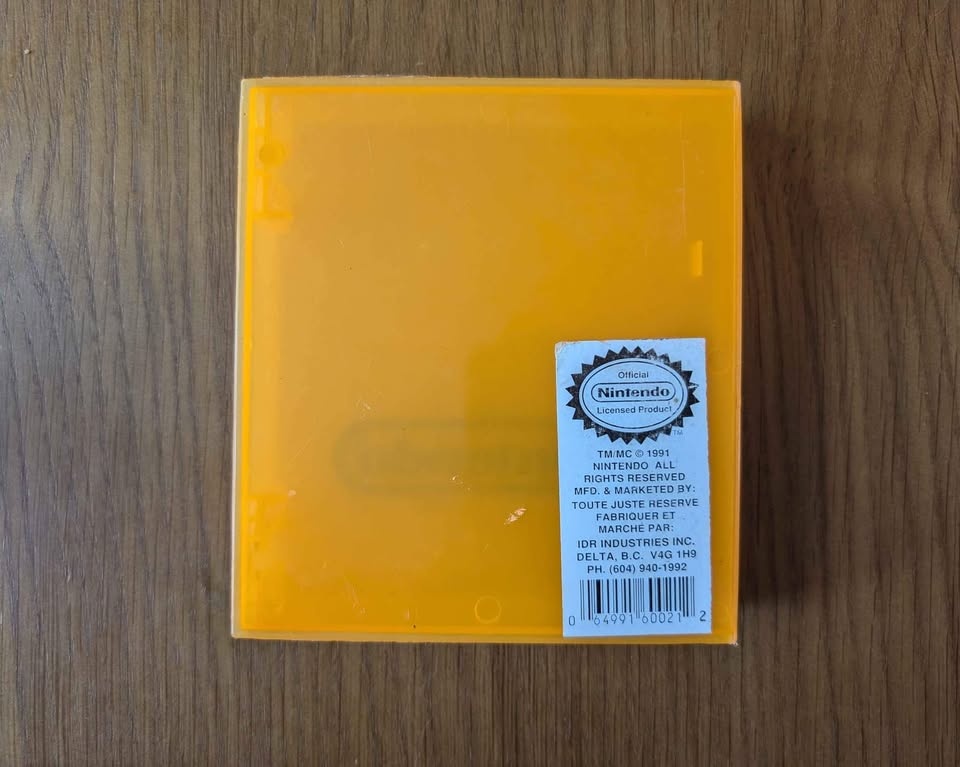 Official
Nintendo®
Licensed Product
TM
TM/MC © 1991
NINTENDO ALL
RIGHTS RESERVED
MFD. & MARKETED BY:
TOUTE JUSTE RESERVE
FABRIQUER ET
MARCHÉ PAR:
IDR INDUSTRIES INC.
DELTA, B.C. V4G 1H9
PH. (604) 940-1992
0 64991 60021 2